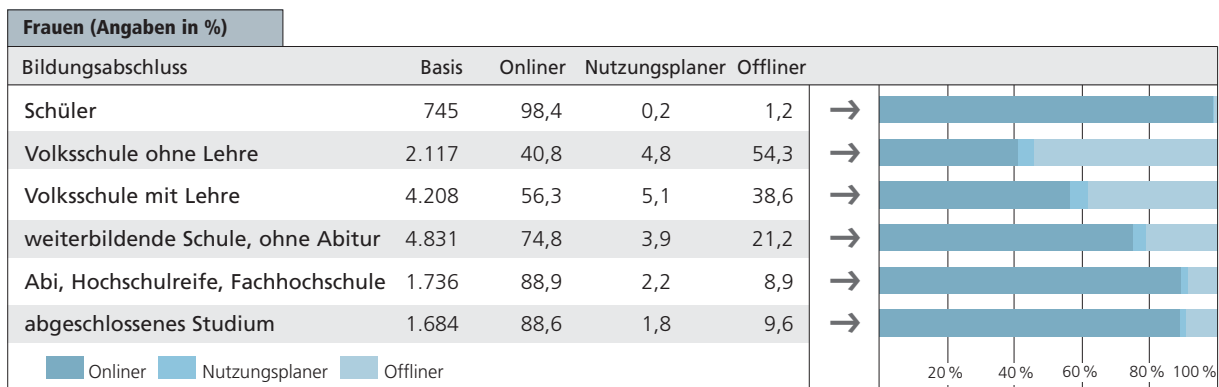 Frauen (Angaben in %)
Bildungsabschluss Basis Onliner Nutzungsplaner Offliner
Schüler 745 98,4 0,2 1,2
Volksschule ohne Lehre 2.117 40,8 4,8 54,3
Volksschule mit Lehre 4.208 56,3 5,1 38,6
weiterbildende Schule, ohne Abitur 4.831 74,8 3,9 21,2
Abi, Hochschulreife, Fachhochschule 1.736 88,9 2,2 8,9
abgeschlossenes Studium 1.684 88,6 1,8 9,6
Onliner Nutzungsplaner Offliner 20 % 40 % 60 % 80 % 100 %